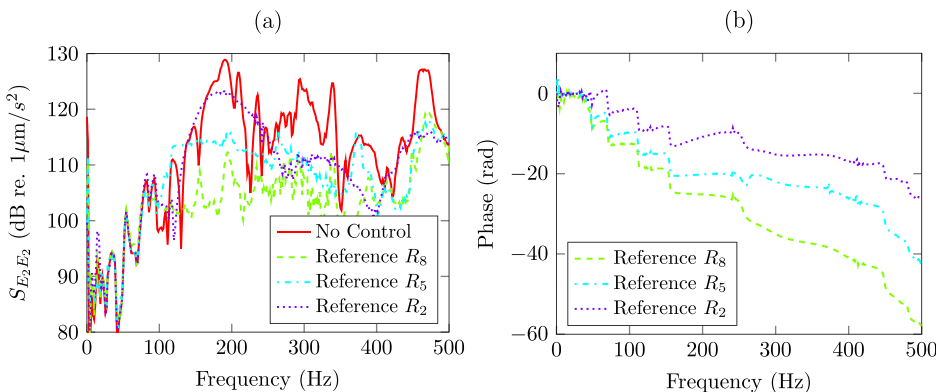 (a)
130
120
110
100
90
80
0
100
200
300
400
500
Frequency (Hz)
S_{E_2E_2} (dB re. 1μm/s²)
No Control
Reference R_8
Reference R_5
Reference R_2
(b)
0
−20
−40
−60
0
100
200
300
400
500
Frequency (Hz)
Phase (rad)
Reference R_8
Reference R_5
Reference R_2